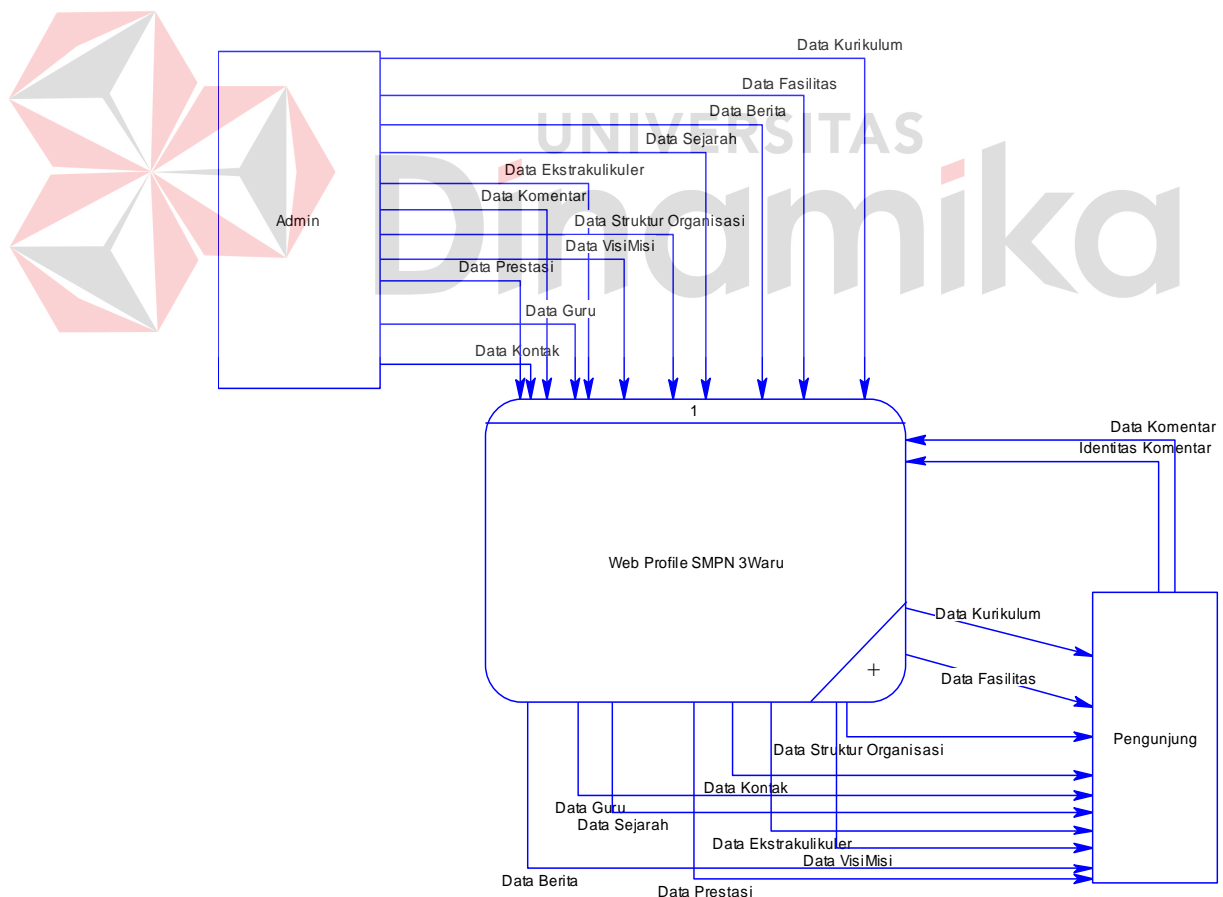 Data Kurikulum
Data Fasilitas
Data Berita
UNIVERSITAS
Data Sejarah
Dinamika
Data Ekstrakulikuler
Data Komentar
Admin
Data Struktur Organisasi
Data VisiMisi
Data Prestasi
Data Guru
Data Kontak
1
Data Komentar
Identitas Komentar
Web Profile SMPN 3Waru
Data Kurikulum
+
Data Fasilitas
Pengunjung
Data Struktur Organisasi
Data Kontak
Data Guru
Data Sejarah
Data Ekstrakulikuler
Data VisiMisi
Data Berita
Data Prestasi